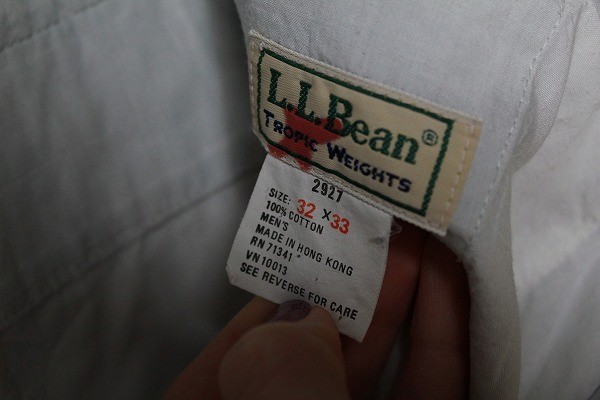 L.L.Bean®
TROPIC WEIGHTS
2927
SIZE: 32 X 33
100% COTTON
MEN'S
MADE IN HONG KONG
RN 71341
VN 10013
SEE REVERSE FOR CARE